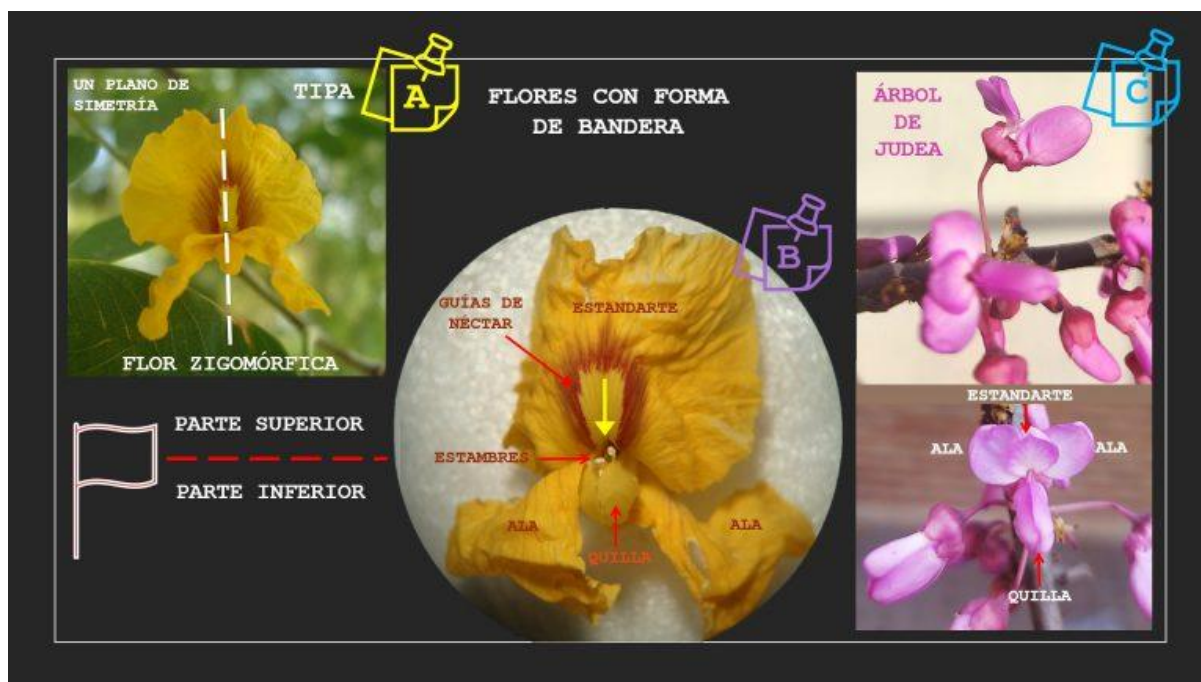 UN PLANO DE
SIMETRÍA
TIPA
A
FLOR ZIGOMÓRFICA
FLORES CON FORMA
DE BANDERA
PARTE SUPERIOR
PARTE INFERIOR
B
GUÍAS DE
NÉCTAR
ESTANDARTE
ESTAMBRES
ALA
ALA
QUILLA
C
ÁRBOL
DE
JUDEA
ESTANDARTE
ALA
ALA
QUILLA